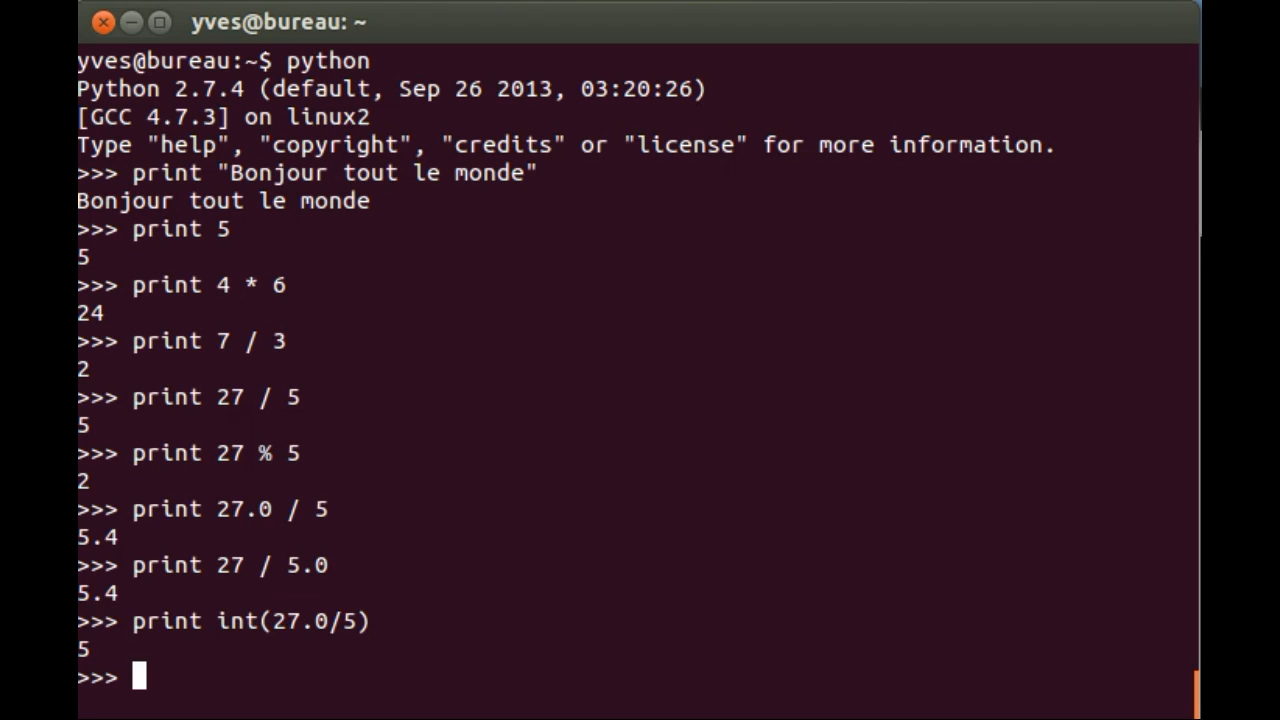 yves@bureau: ~
yves@bureau:~$ python
Python 2.7.4 (default, Sep 26 2013, 03:20:26)
[GCC 4.7.3] on linux2
Type "help", "copyright", "credits" or "license" for more information.
>>> print "Bonjour tout le monde"
Bonjour tout le monde
>>> print 5
5
>>> print 4 * 6
24
>>> print 7 / 3
2
>>> print 27 / 5
5
>>> print 27 % 5
2
>>> print 27.0 / 5
5.4
>>> print 27 / 5.0
5.4
>>> print int(27.0/5)
5
>>>